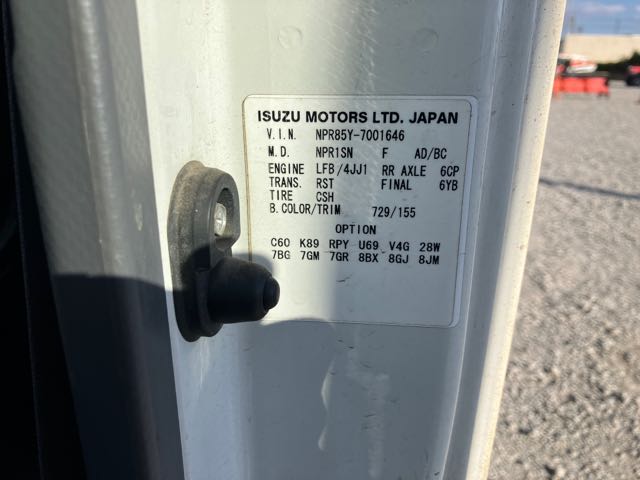 ISUZU MOTORS LTD. JAPAN
V.I.N. NPR85Y-7001646
M.D. NPR1SN F AD/BC
ENGINE LFB/4JJ1 RR AXLE 6CP
TRANS. RST FINAL 6YB
TIRE CSH
B.COLOR/TRIM 729/155
OPTION
C60 K89 RPY U69 V4G 28W
7BG 7GM 7GR 8BX 8GJ 8JM